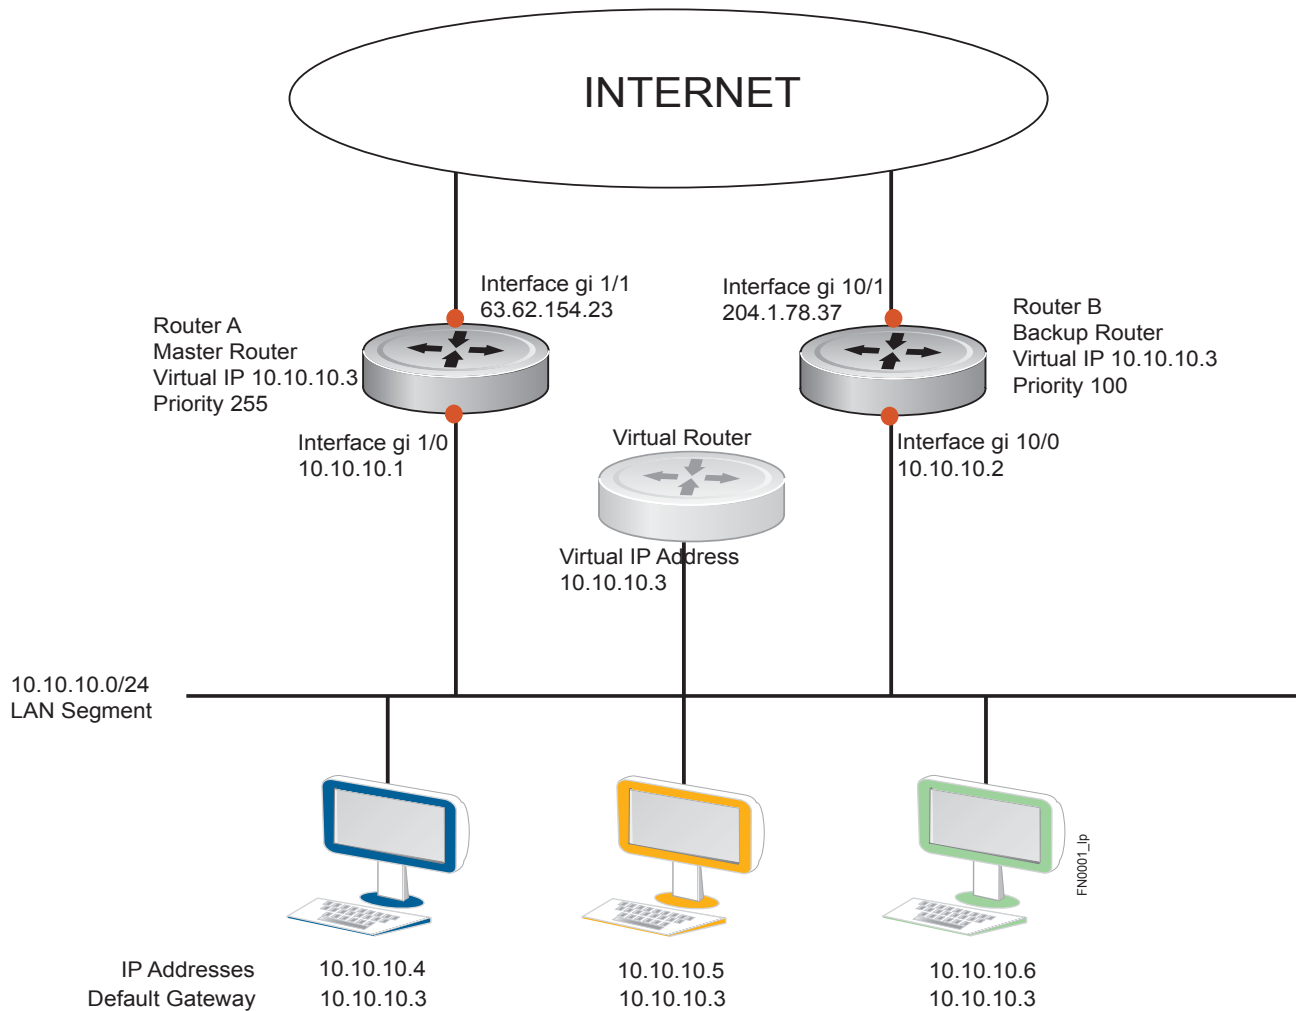 INTERNET
Interface gi 1/1
63.62.154.23
Interface gi 10/1
204.1.78.37
Router A
Master Router
Virtual IP 10.10.10.3
Priority 255
Router B
Backup Router
Virtual IP 10.10.10.3
Priority 100
Interface gi 1/0
10.10.10.1
Virtual Router
Interface gi 10/0
10.10.10.2
Virtual IP Address
10.10.10.3
10.10.10.0/24
LAN Segment
FN0001_lp
IP Addresses 10.10.10.4 10.10.10.5 10.10.10.6
Default Gateway 10.10.10.3 10.10.10.3 10.10.10.3